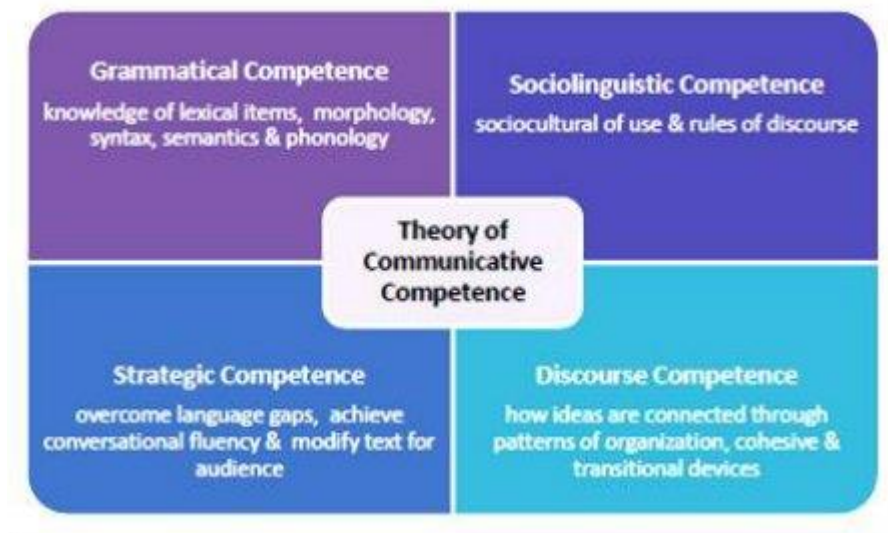 Grammatical Competence
knowledge of lexical items, morphology,
syntax, semantics & phonology
Sociolinguistic Competence
sociocultural of use & rules of discourse
Theory of
Communicative
Competence
Strategic Competence
overcome language gaps, achieve
conversational fluency & modify text for
audience
Discourse Competence
how ideas are connected through
patterns of organization, cohesive &
transitional devices